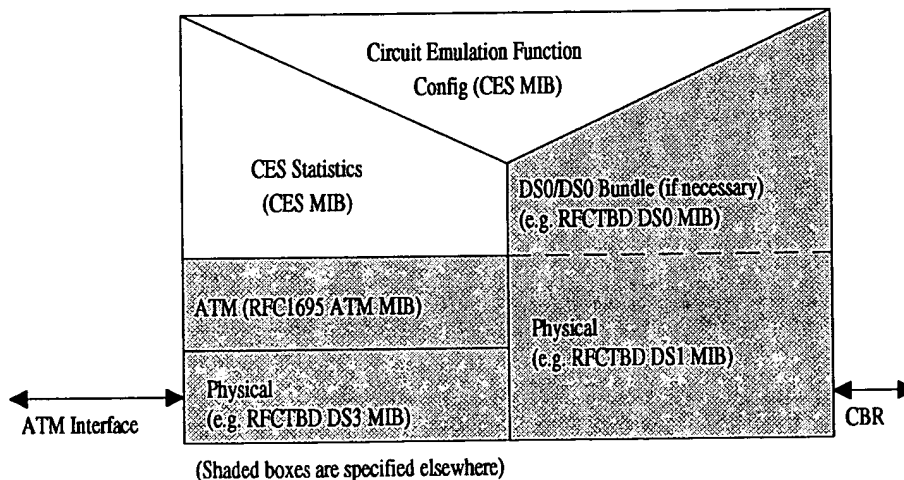 Circuit Emulation Function
Config (CES MIB)
CES Statistics
(CES MIB)
DS0/DS0 Bundle (if necessary)
(e.g. RFCTBD DS0 MIB)
ATM (RFC1695 ATM MIB)
Physical
(e.g. RFCTBD DS1 MIB)
Physical
(e.g. RFCTBD DS3 MIB)
ATM Interface
CBR
(Shaded boxes are specified elsewhere)